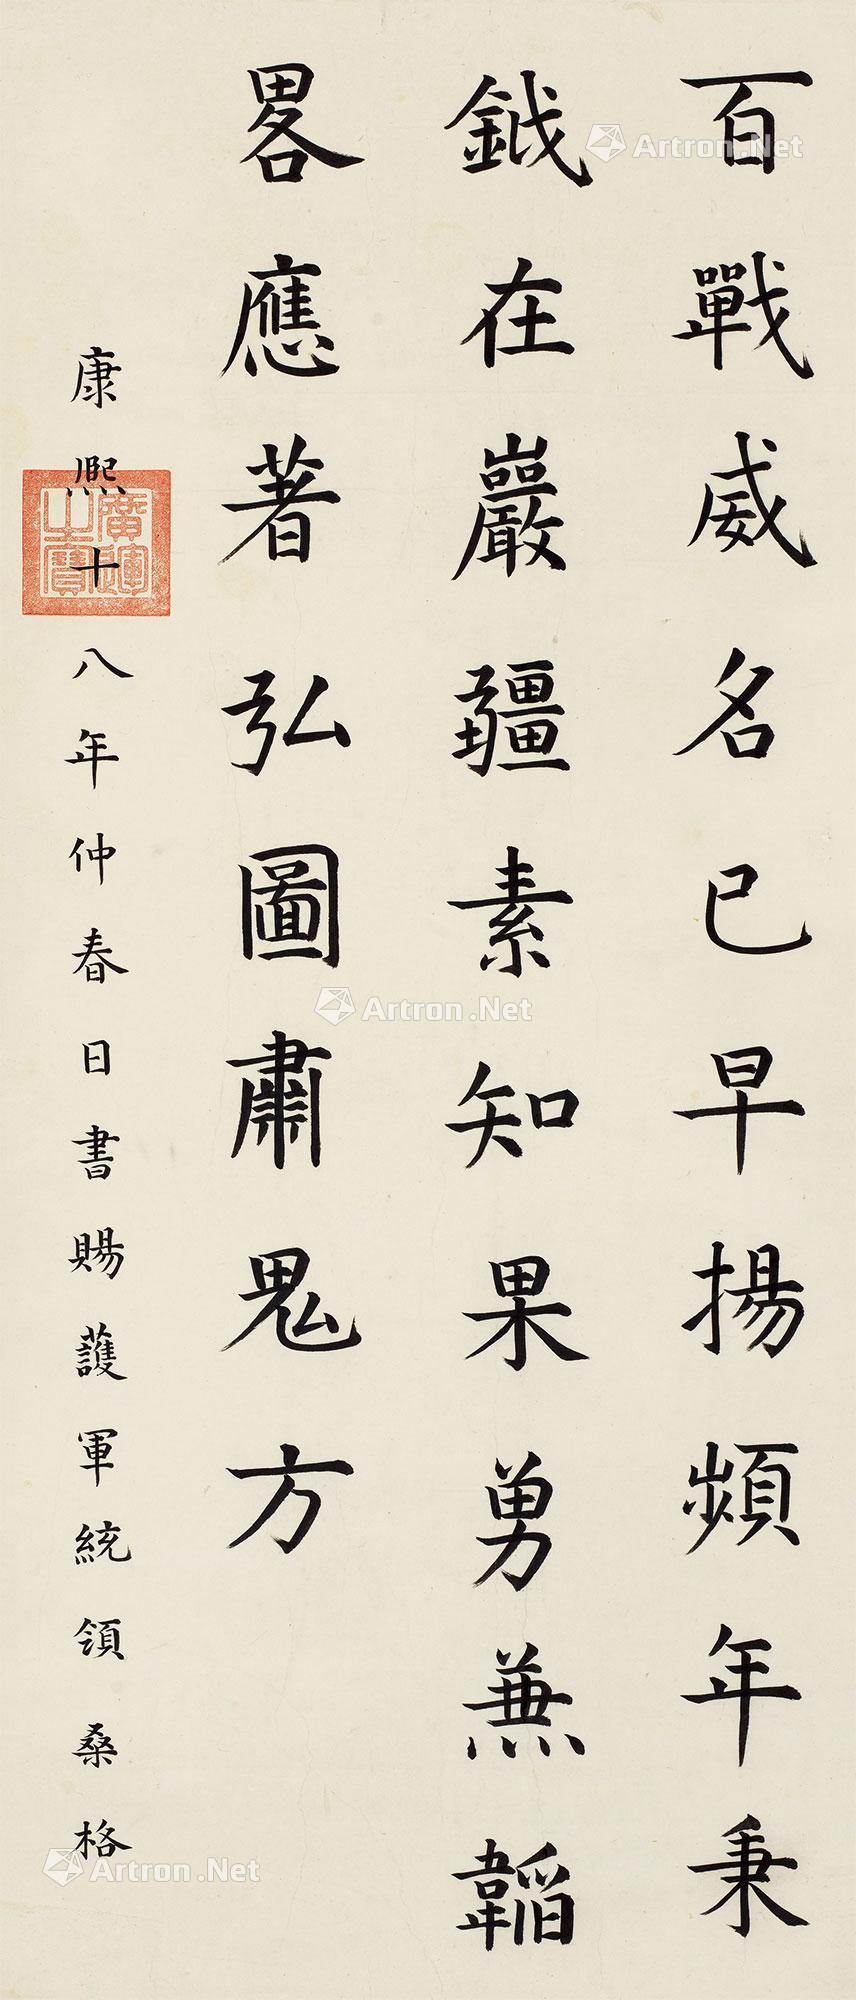 百戰威名已早揚頻年秉
鉞在巖疆素知果勇兼韜
畧應著弘圖肅鬼方
康熙十八年仲春日書賜護軍統領桑格
廣運之寶
Artron.Net
Artron.Net
Artron.Net